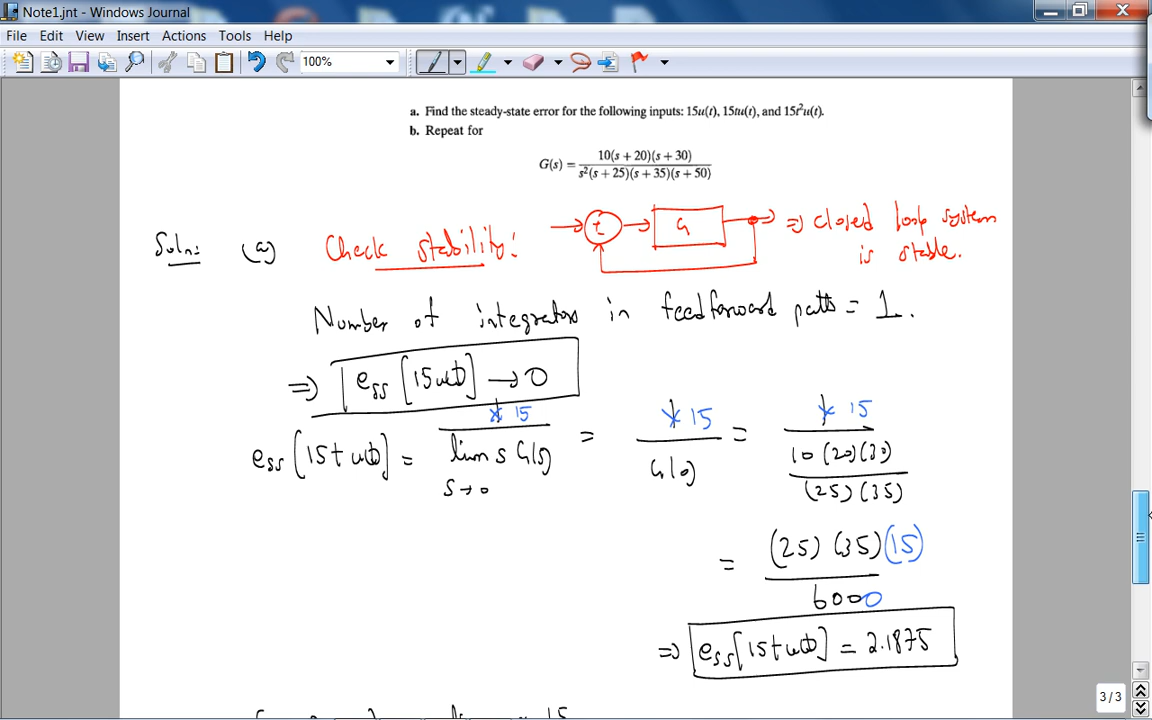 Note1.jnt - Windows Journal
File Edit View Insert Actions Tools Help
100%
a. Find the steady-state error for the following inputs: 15u(t), 15tu(t), and 15t²u(t).
b. Repeat for
G(s) = 10(s + 20)(s + 30) / s²(s + 25)(s + 35)(s + 50)
Soln: (a) Check stability: ± G ⇒ closed loop system
is stable.
Number of integrators in feedforward path = 1.
⇒ ess [15u(t)] → 0
ess [15t u(t)] = * 15 / lim s→0 s G(s) = * 15 / G(0) = * 15 / 10 (20) (30) / (25) (35)
= (25) (35) (15) / 6000
⇒ ess [15t u(t)] = 2.1875
3 / 3